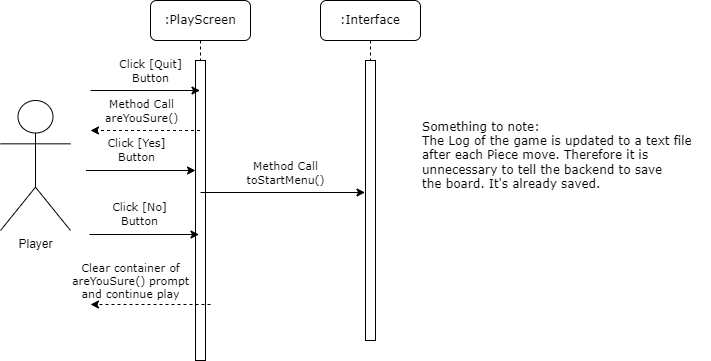 :PlayScreen
:Interface
Click [Quit]
Button
Method Call
areYouSure()
Click [Yes]
Button
Method Call
toStartMenu()
Click [No]
Button
Player
Clear container of
areYouSure() prompt
and continue play
Something to note:
The Log of the game is updated to a text file
after each Piece move. Therefore it is
unnecessary to tell the backend to save
the board. It's already saved.